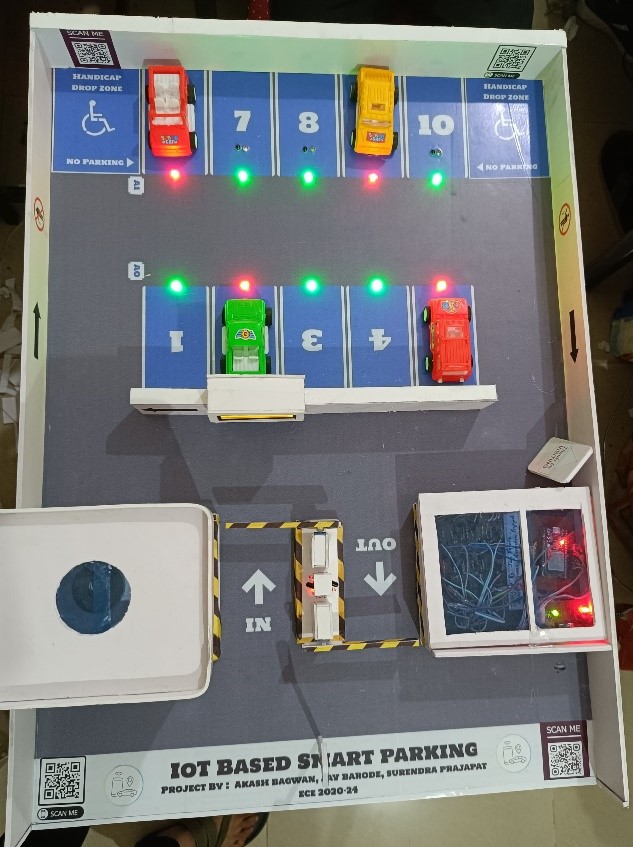 SCAN ME
SCAN ME
HANDICAP
DROP ZONE
NO PARKING
7
8
10
HANDICAP
DROP ZONE
NO PARKING
A1
A0
1
3
4
OUT
IN
SCAN ME
IOT BASED SMART PARKING
PROJECT BY : AKASH BAGWAN, JAY BARODE, SURENDRA PRAJAPAT
ECE 2020-24
SCAN ME